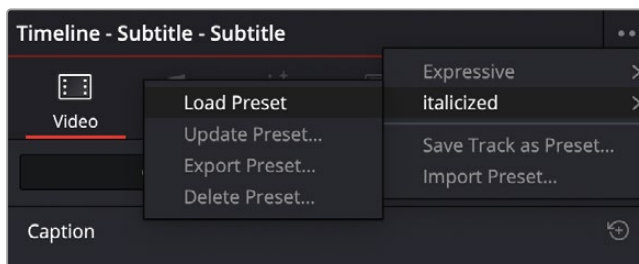 Timeline - Subtitle - Subtitle
Video
Load Preset
Update Preset...
Export Preset...
Delete Preset...
Expressive
italicized
Save Track as Preset...
Import Preset...
Caption